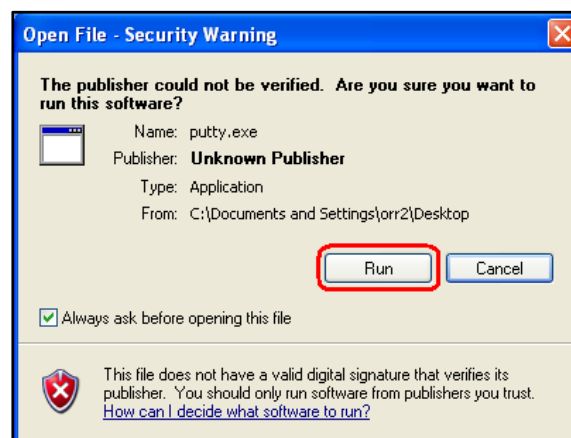 Open File - Security Warning
The publisher could not be verified.  Are you sure you want to
run this software?
Name: putty.exe
Publisher: Unknown Publisher
Type: Application
From: C:\Documents and Settings\orr2\Desktop
Run Cancel
Always ask before opening this file
This file does not have a valid digital signature that verifies its
publisher.  You should only run software from publishers you trust.
How can I decide what software to run?